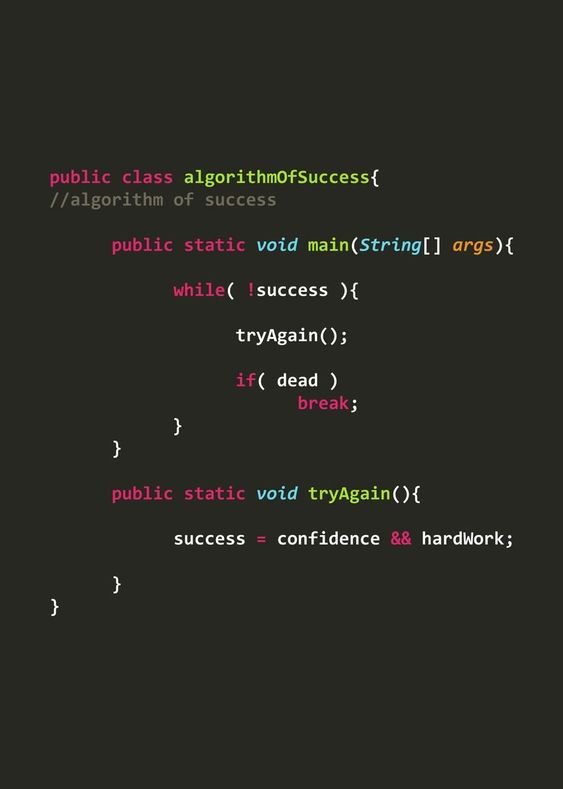 public class algorithmOfSuccess{
//algorithm of success
public static void main(String[] args){
while( !success ){
tryAgain();
if( dead )
break;
}
}
public static void tryAgain(){
success = confidence && hardWork;
}
}